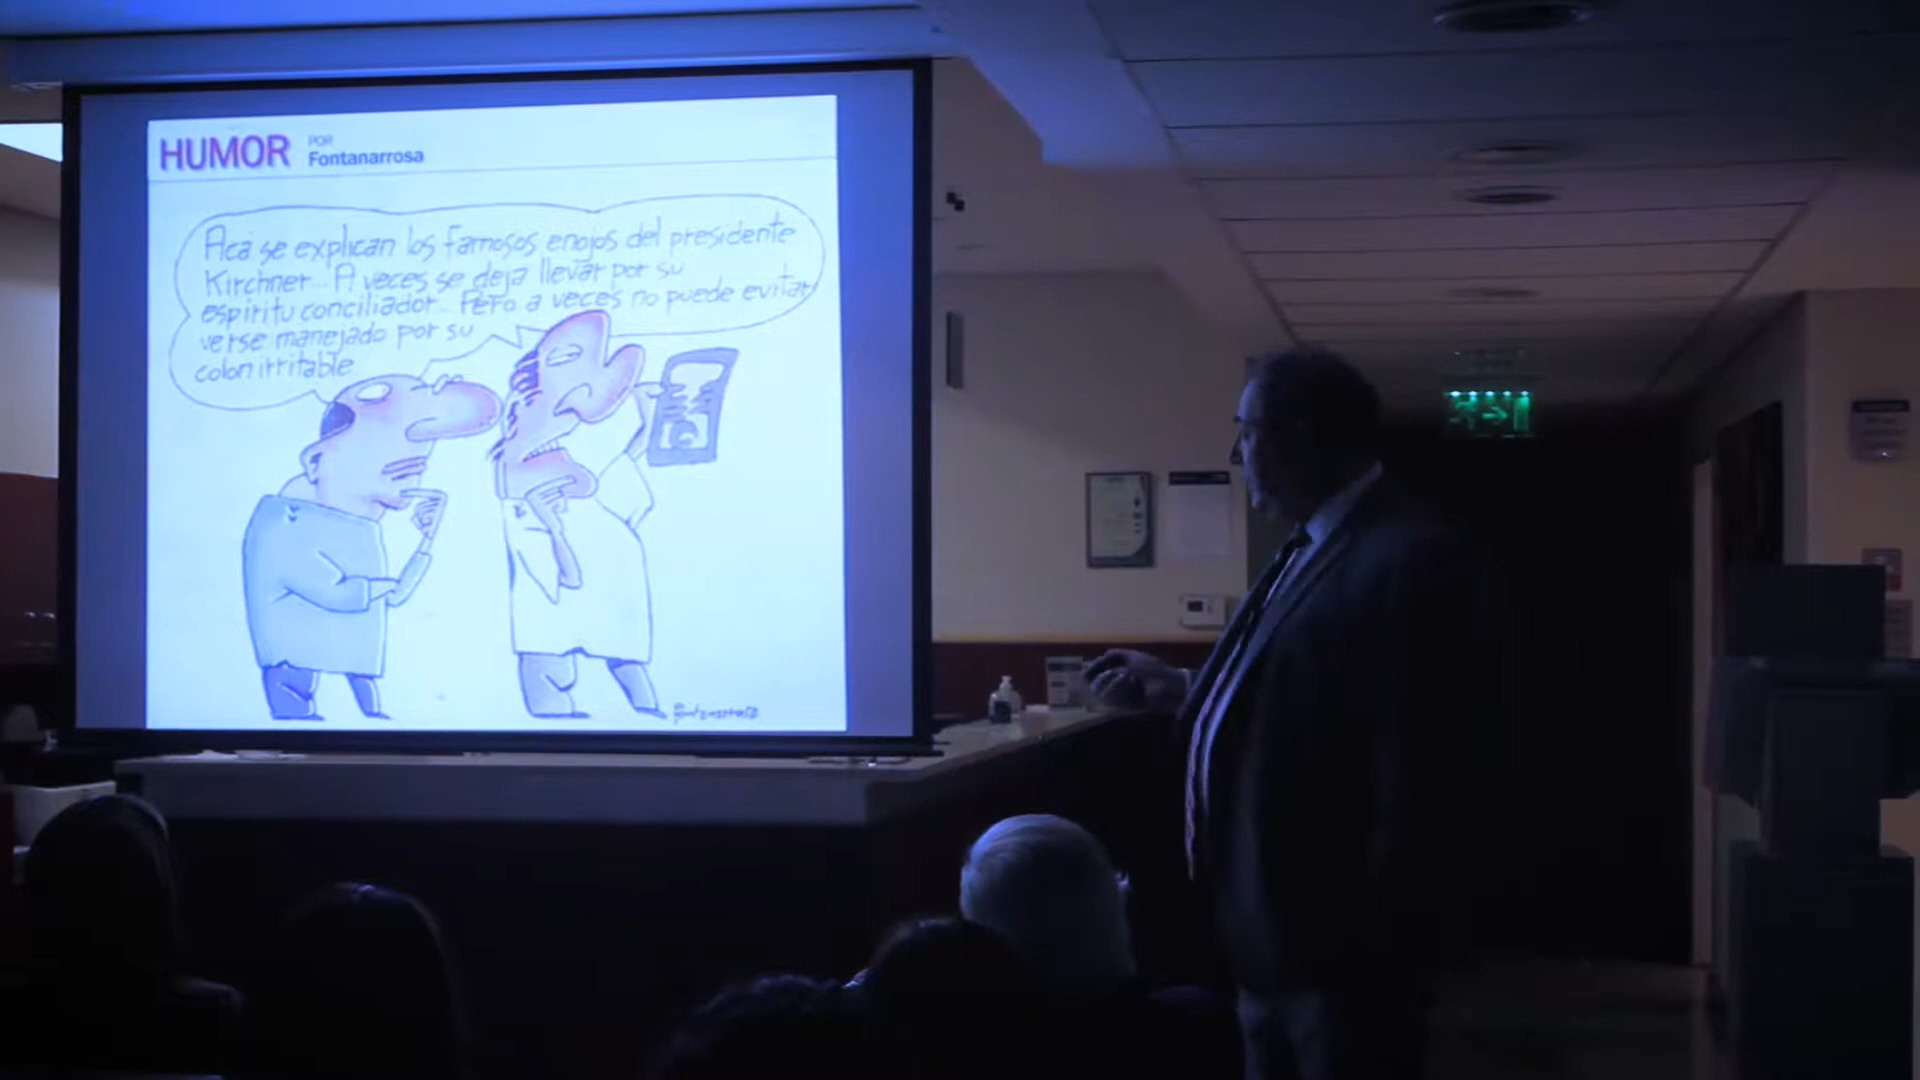 HUMOR POR
Fontanarrosa
Acá se explican los famosos enojos del presidente
Kirchner... A veces se deja llevar por su
espíritu conciliador... Pero a veces no puede evitar
verse manejado por su
colon irritable
Fontanarrosa